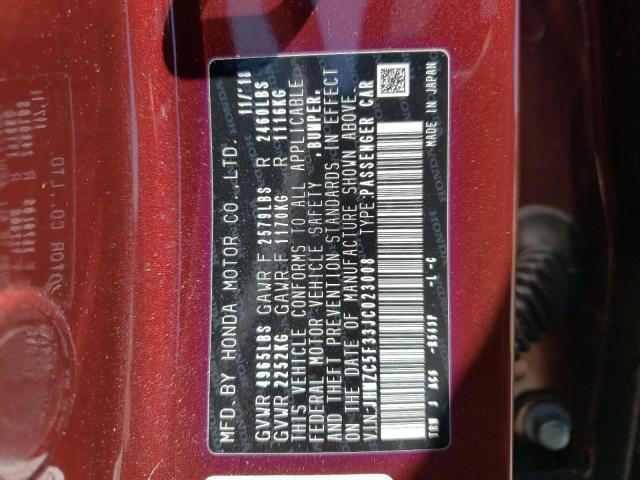 MFD. BY HONDA MOTOR CO., LTD. 11/'18
GVWR 4965LBS GAWR F 2579LBS R 2460LBS
GVWR 2252KG GAWR F 1170KG R 1116KG
THIS VEHICLE CONFORMS TO ALL APPLICABLE
FEDERAL MOTOR VEHICLE SAFETY , BUMPER,
AND THEFT PREVENTION STANDARDS IN EFFECT
ON THE DATE OF MANUFACTURE SHOWN ABOVE.
V.I.N:JHMZC5F33JC023008 TYPE:PASSENGER CAR
-L -C MADE IN JAPAN